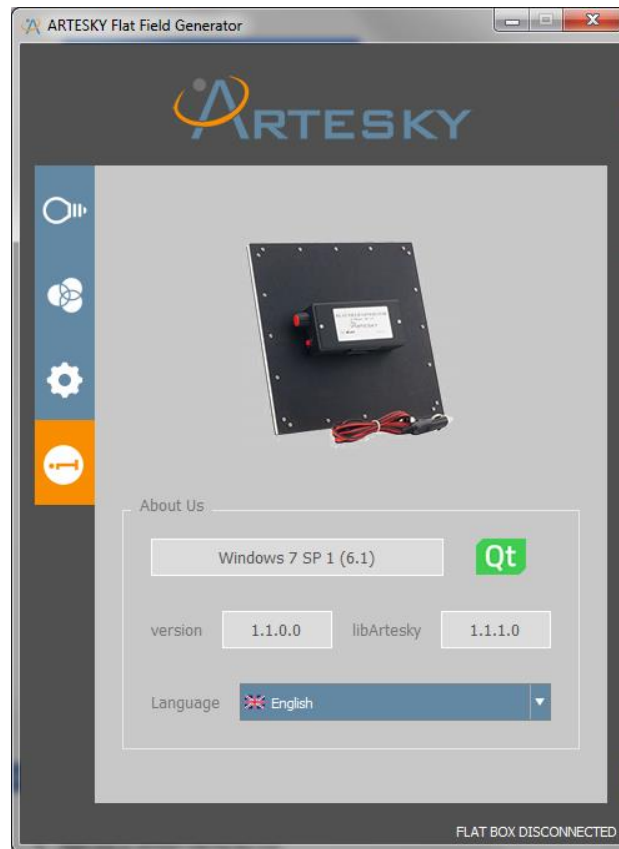 ARTESKY Flat Field Generator
ARTESKY
About Us
Windows 7 SP 1 (6.1)
Qt
version
1.1.0.0
libArtesky
1.1.1.0
Language
English
FLAT BOX DISCONNECTED